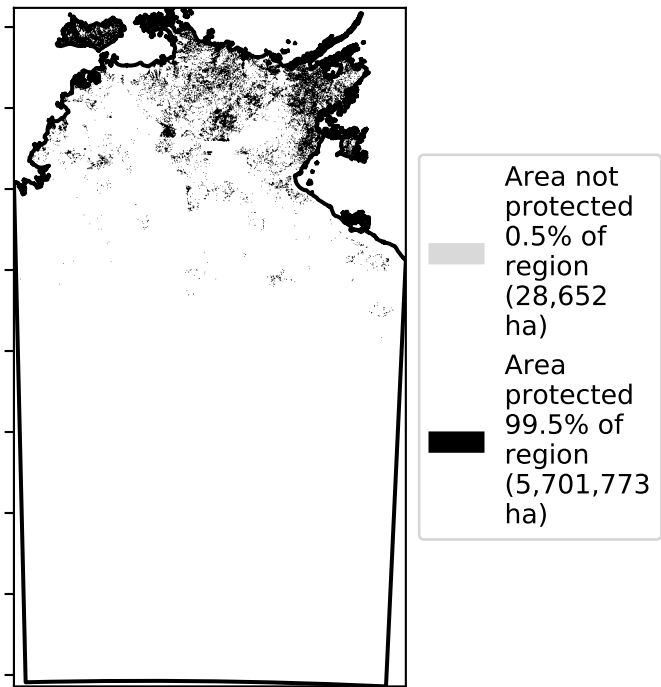 Area not
protected
0.5% of
region
(28,652
ha)
Area
protected
99.5% of
region
(5,701,773
ha)